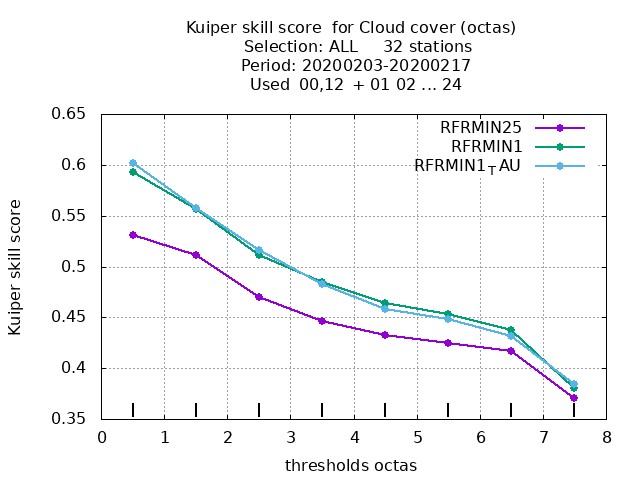 Kuiper skill score  for Cloud cover (octas)
Selection: ALL     32 stations
Period: 20200203-20200217
Used  00,12  + 01 02 ... 24
RFRMIN25
RFRMIN1
RFRMIN1TAU
Kuiper skill score
0.65
0.6
0.55
0.5
0.45
0.4
0.35
0 1 2 3 4 5 6 7 8
thresholds octas